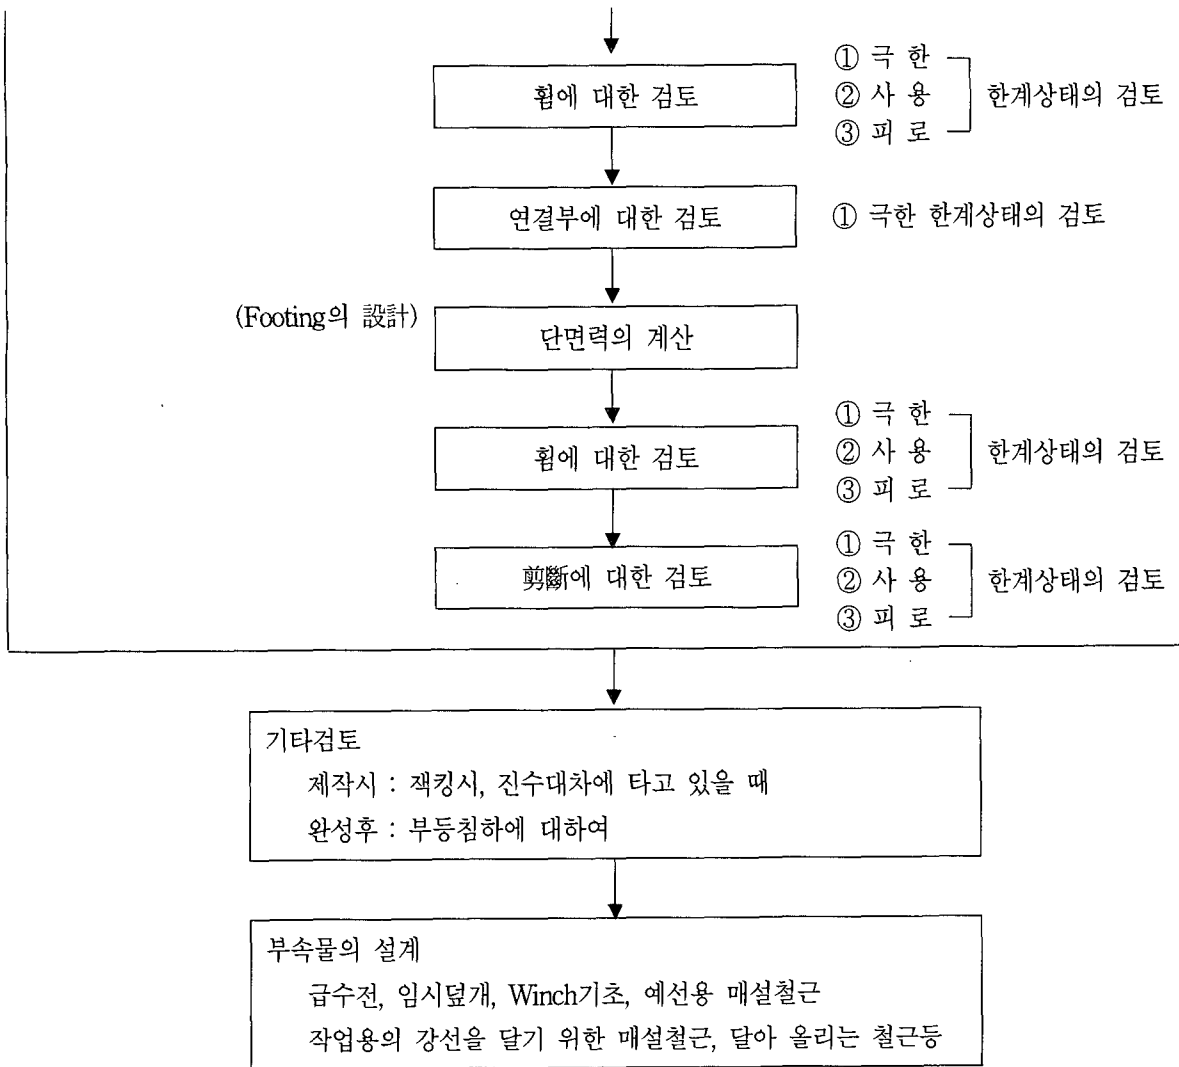 휨에 대한 검토
① 극 한
② 사 용
③ 피 로
한계상태의 검토
연결부에 대한 검토
① 극한 한계상태의 검토
(Footing의 設計)
단면력의 계산
휨에 대한 검토
① 극 한
② 사 용
③ 피 로
한계상태의 검토
剪斷에 대한 검토
① 극 한
② 사 용
③ 피 로
한계상태의 검토
기타검토
제작시 : 잭킹시, 진수대차에 타고 있을 때
완성후 : 부등침하에 대하여
부속물의 설계
급수전, 임시덮개, Winch기초, 예선용 매설철근
작업용의 강선을 달기 위한 매설철근, 달아 올리는 철근등